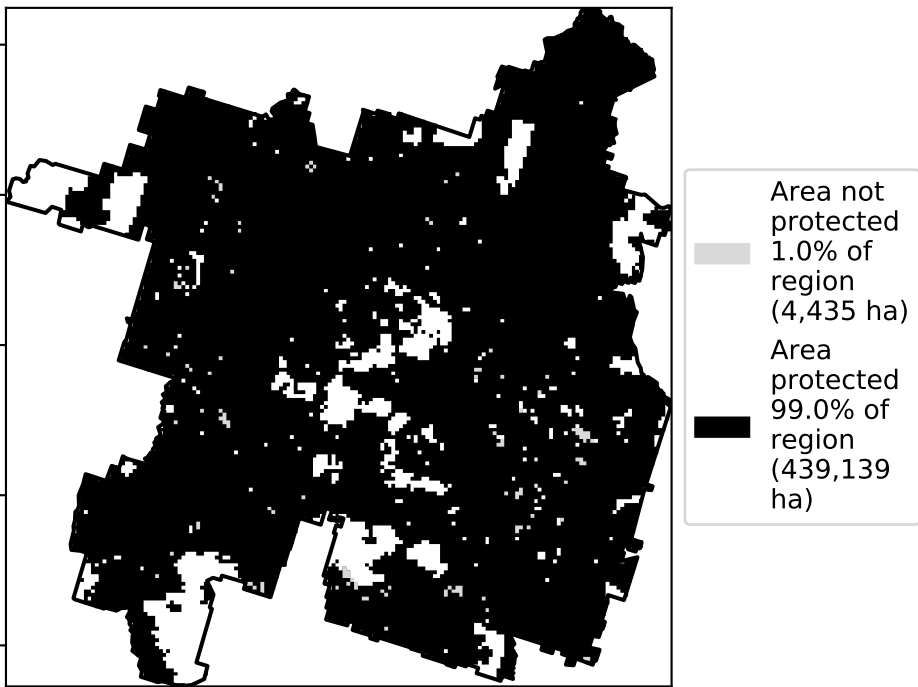 Area not
protected
1.0% of
region
(4,435 ha)
Area
protected
99.0% of
region
(439,139
ha)